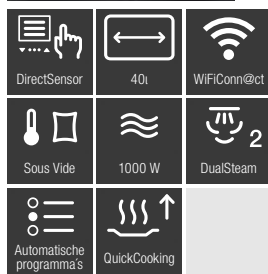 DirectSensor
40l
WiFiConn@ct
Sous Vide
1000 W
2
DualSteam
Automatische
programma's
QuickCooking